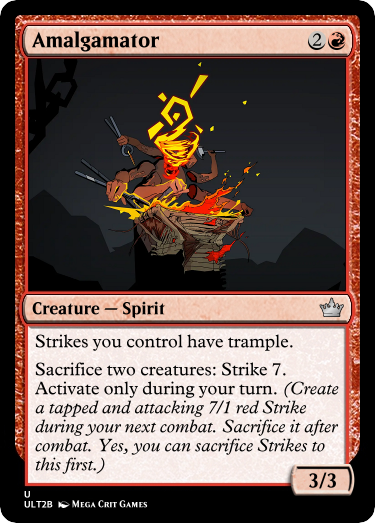 Amalgamator 2
Creature — Spirit
Strikes you control have trample.
Sacrifice two creatures: Strike 7.
Activate only during your turn. (Create
a tapped and attacking 7/1 red Strike
during your next combat. Sacrifice it after
combat. Yes, you can sacrifice Strikes to
this first.)
3/3
U
ULT2B Mega Crit Games